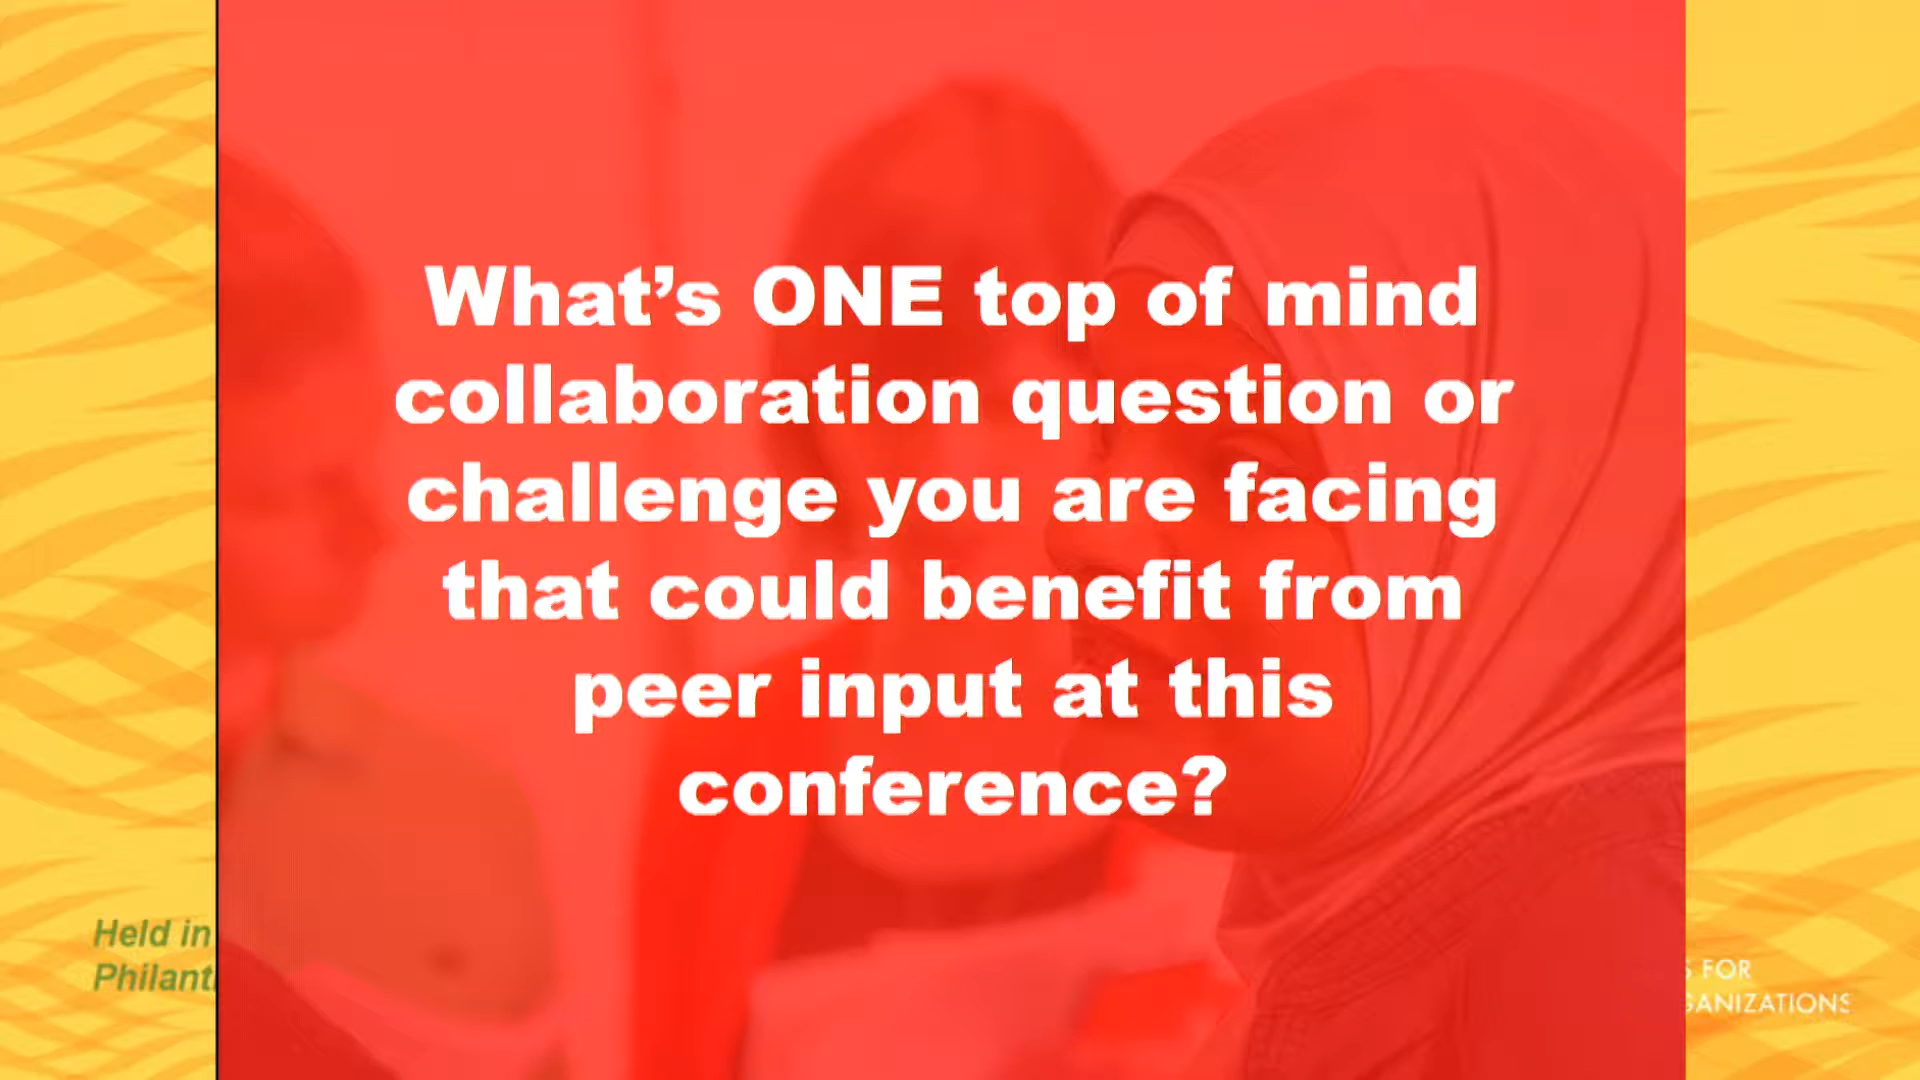 What's ONE top of mind
collaboration question or
challenge you are facing
that could benefit from
peer input at this
conference?
Held in
FOR